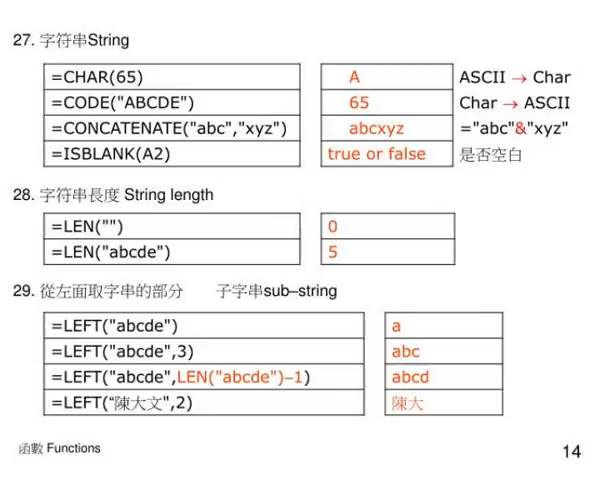 27. 字符串String
=CHAR(65) A ASCII → Char
=CODE("ABCDE") 65 Char → ASCII
=CONCATENATE("abc","xyz") abcxyz ="abc"&"xyz"
=ISBLANK(A2) true or false 是否空白
28. 字符串長度 String length
=LEN("") 0
=LEN("abcde") 5
29. 從左面取字串的部分 子字串sub–string
=LEFT("abcde") a
=LEFT("abcde",3) abc
=LEFT("abcde",LEN("abcde")–1) abcd
=LEFT(“陳大文",2) 陳大
函數 Functions 14